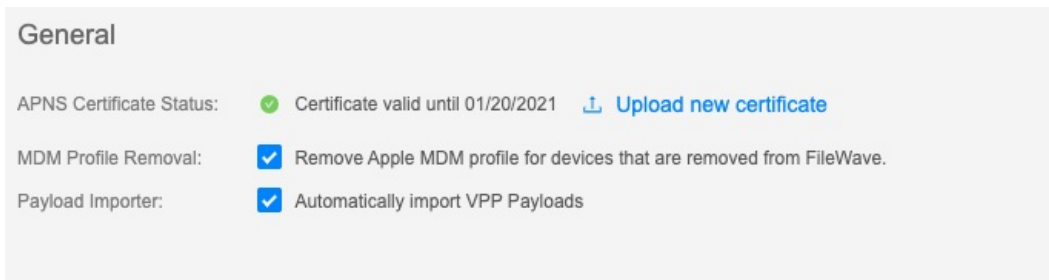 General
APNS Certificate Status: Certificate valid until 01/20/2021 Upload new certificate
MDM Profile Removal: Remove Apple MDM profile for devices that are removed from FileWave.
Payload Importer: Automatically import VPP Payloads